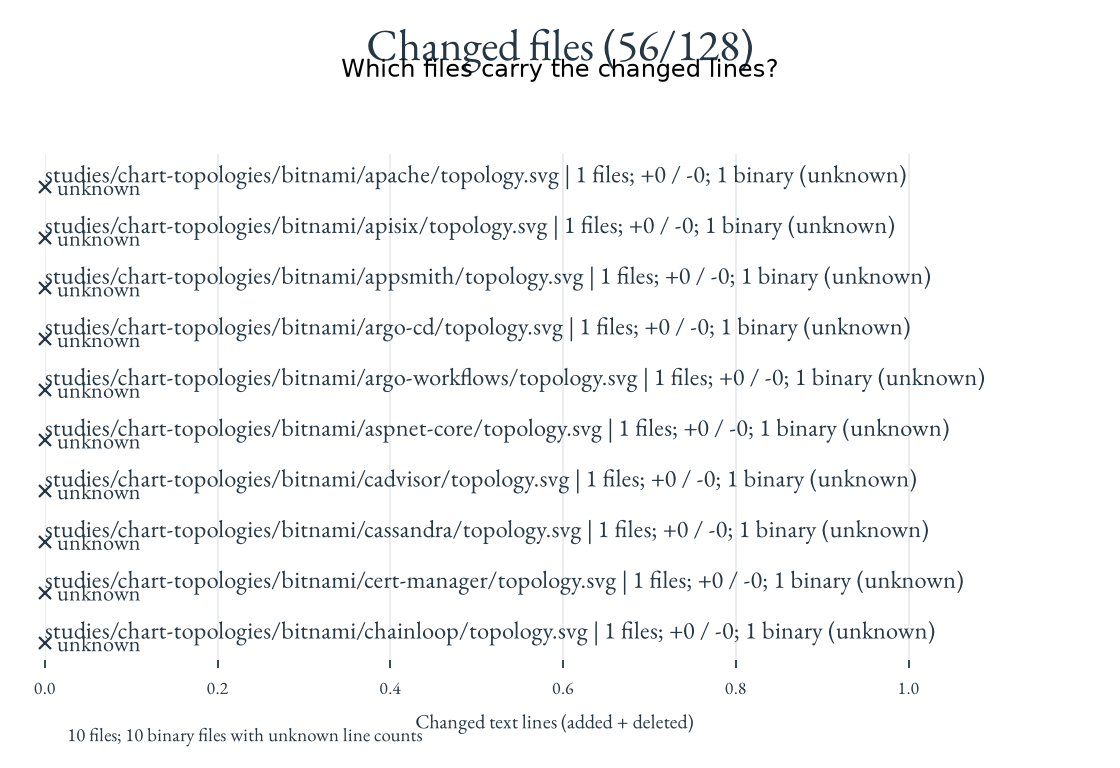 Changed files (56/128)
Which files carry the changed lines?
studies/chart-topologies/bitnami/apache/topology.svg | 1 files; +0 / -0; 1 binary (unknown)
unknown
studies/chart-topologies/bitnami/apisix/topology.svg | 1 files; +0 / -0; 1 binary (unknown)
unknown
studies/chart-topologies/bitnami/appsmith/topology.svg | 1 files; +0 / -0; 1 binary (unknown)
unknown
studies/chart-topologies/bitnami/argo-cd/topology.svg | 1 files; +0 / -0; 1 binary (unknown)
unknown
studies/chart-topologies/bitnami/argo-workflows/topology.svg | 1 files; +0 / -0; 1 binary (unknown)
unknown
studies/chart-topologies/bitnami/aspnet-core/topology.svg | 1 files; +0 / -0; 1 binary (unknown)
unknown
studies/chart-topologies/bitnami/cadvisor/topology.svg | 1 files; +0 / -0; 1 binary (unknown)
unknown
studies/chart-topologies/bitnami/cassandra/topology.svg | 1 files; +0 / -0; 1 binary (unknown)
unknown
studies/chart-topologies/bitnami/cert-manager/topology.svg | 1 files; +0 / -0; 1 binary (unknown)
unknown
studies/chart-topologies/bitnami/chainloop/topology.svg | 1 files; +0 / -0; 1 binary (unknown)
unknown
0.0 0.2 0.4 0.6 0.8 1.0
Changed text lines (added + deleted)
10 files; 10 binary files with unknown line counts